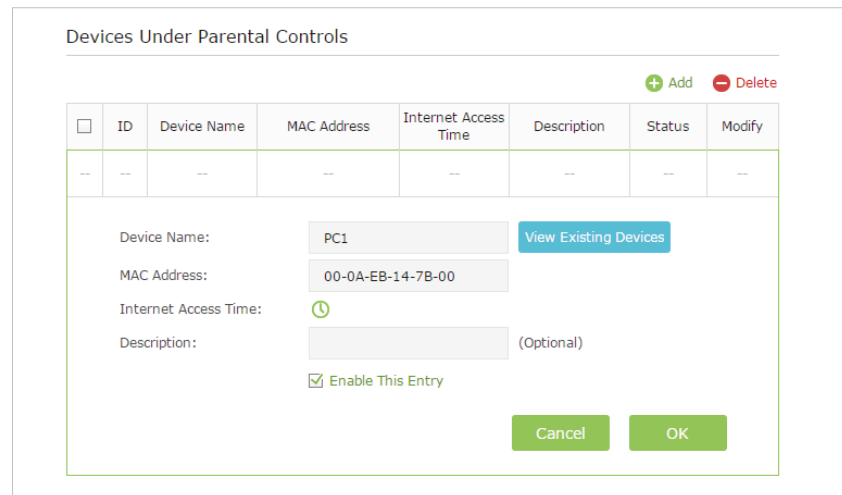 Devices Under Parental Controls
Add Delete
ID Device Name MAC Address Internet Access Time Description Status Modify
-- -- -- -- -- -- -- --
Device Name: PC1 View Existing Devices
MAC Address: 00-0A-EB-14-7B-00
Internet Access Time:
Description: (Optional)
Enable This Entry
Cancel OK